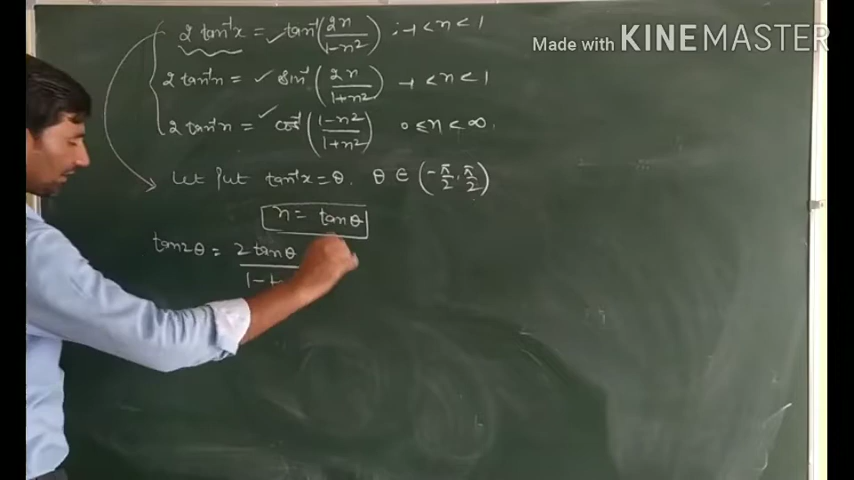 2 tan⁻¹x = tan⁻¹(2x/1-x²) ; -1 < x < 1
Made with KINEMASTER
2 tan⁻¹x = sin⁻¹(2x/1+x²) -1 < x < 1
2 tan⁻¹x = cos⁻¹(1-x²/1+x²) 0 ≤ x < ∞.
Let Put tan⁻¹x = θ. θ ∈ (-π/2, π/2)
x = tanθ
tan2θ = 2 tanθ/1-t